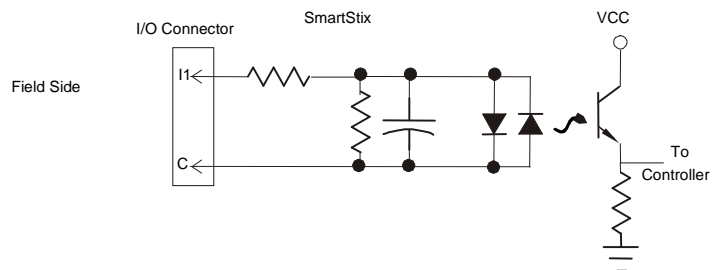 SmartStix
VCC
I/O Connector
I1
Field Side
C
To
Controller